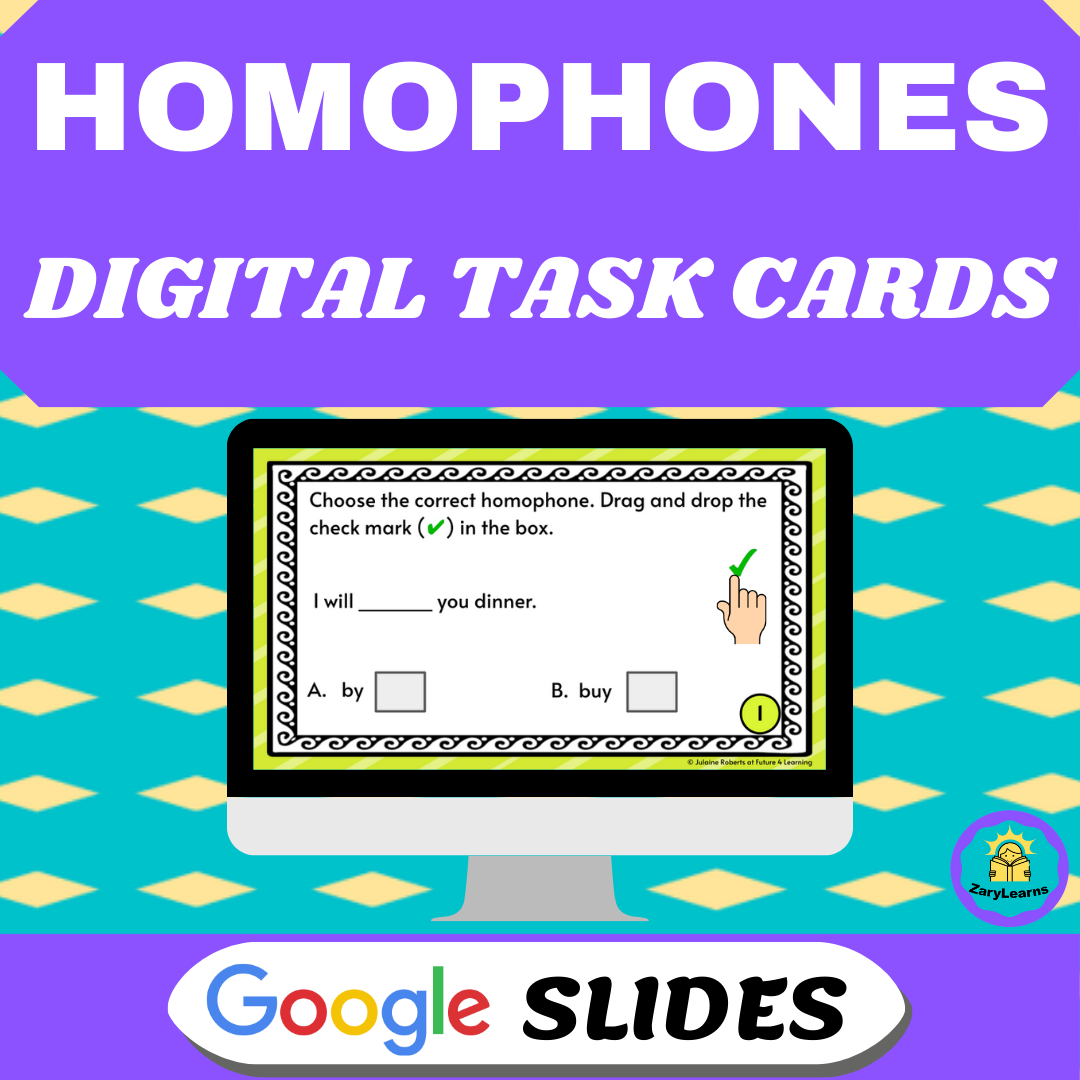 HOMOPHONES
DIGITAL TASK CARDS
Choose the correct homophone. Drag and drop the
check mark (✔) in the box.
I will _______ you dinner.
A. by
B. buy
1
© Julaine Roberts at Future 4 Learning
ZaryLearns
Google SLIDES